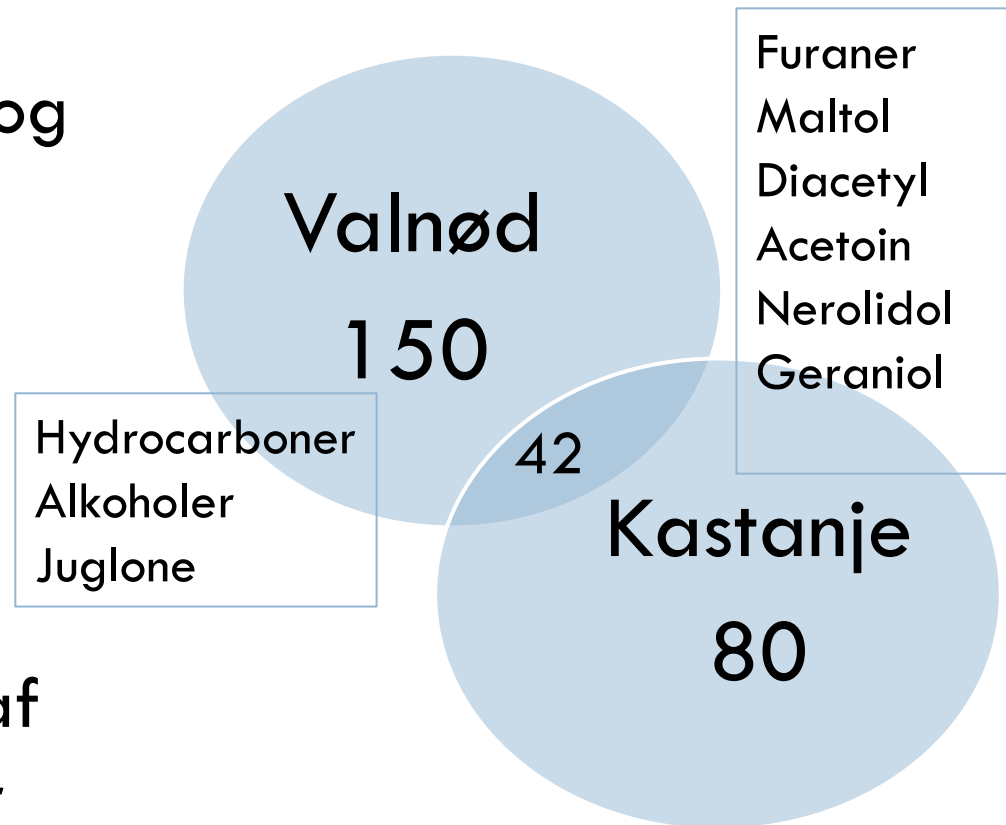 og
Valnød
150
Furaner
Maltol
Diacetyl
Acetoin
Nerolidol
Geraniol
Hydrocarboner
Alkoholer
Juglone
42
Kastanje
80
af